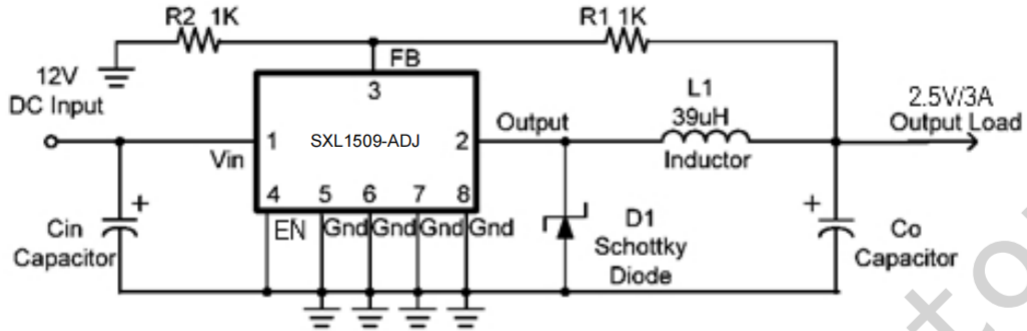 R2 1K
R1 1K
FB
12V
DC Input
3
L1
39uH
Inductor
2.5V/3A
Output Load
Output
1
SXL1509-ADJ
2
Vin
4 5 6 7 8
EN Gnd Gnd Gnd Gnd
+
Cin
Capacitor
D1
Schottky
Diode
+
Co
Capacitor